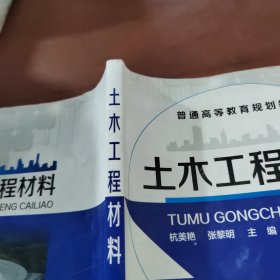 程材料
ENG CAILIAO
土木工程材料
普通高等教育规划
土木工程
TUMU GONGCH
杭美艳 张黎明 主编